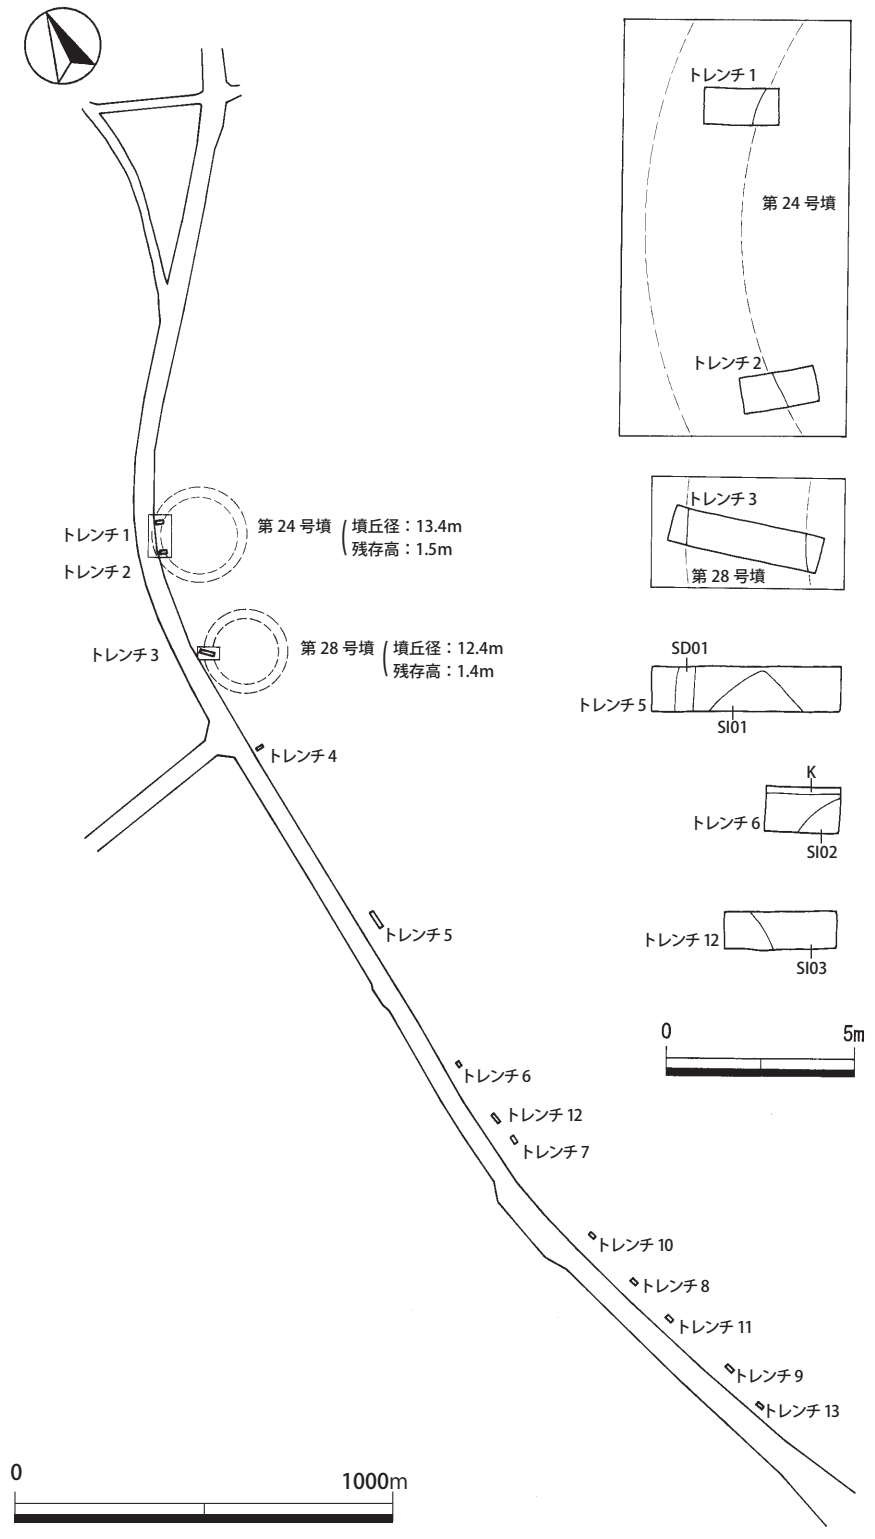 トレンチ 1
第 24 号墳
トレンチ 2
トレンチ 3
第 28 号墳
SD01
トレンチ 5
SI01
K
トレンチ 6
SI02
トレンチ 12
SI03
0 5m
トレンチ 1
トレンチ 2
第 24 号墳
墳丘径：13.4m
残存高：1.5m
トレンチ 3
第 28 号墳
墳丘径：12.4m
残存高：1.4m
トレンチ 4
トレンチ 5
トレンチ 6
トレンチ 12
トレンチ 7
トレンチ 10
トレンチ 8
トレンチ 11
トレンチ 9
トレンチ 13
0 1000m